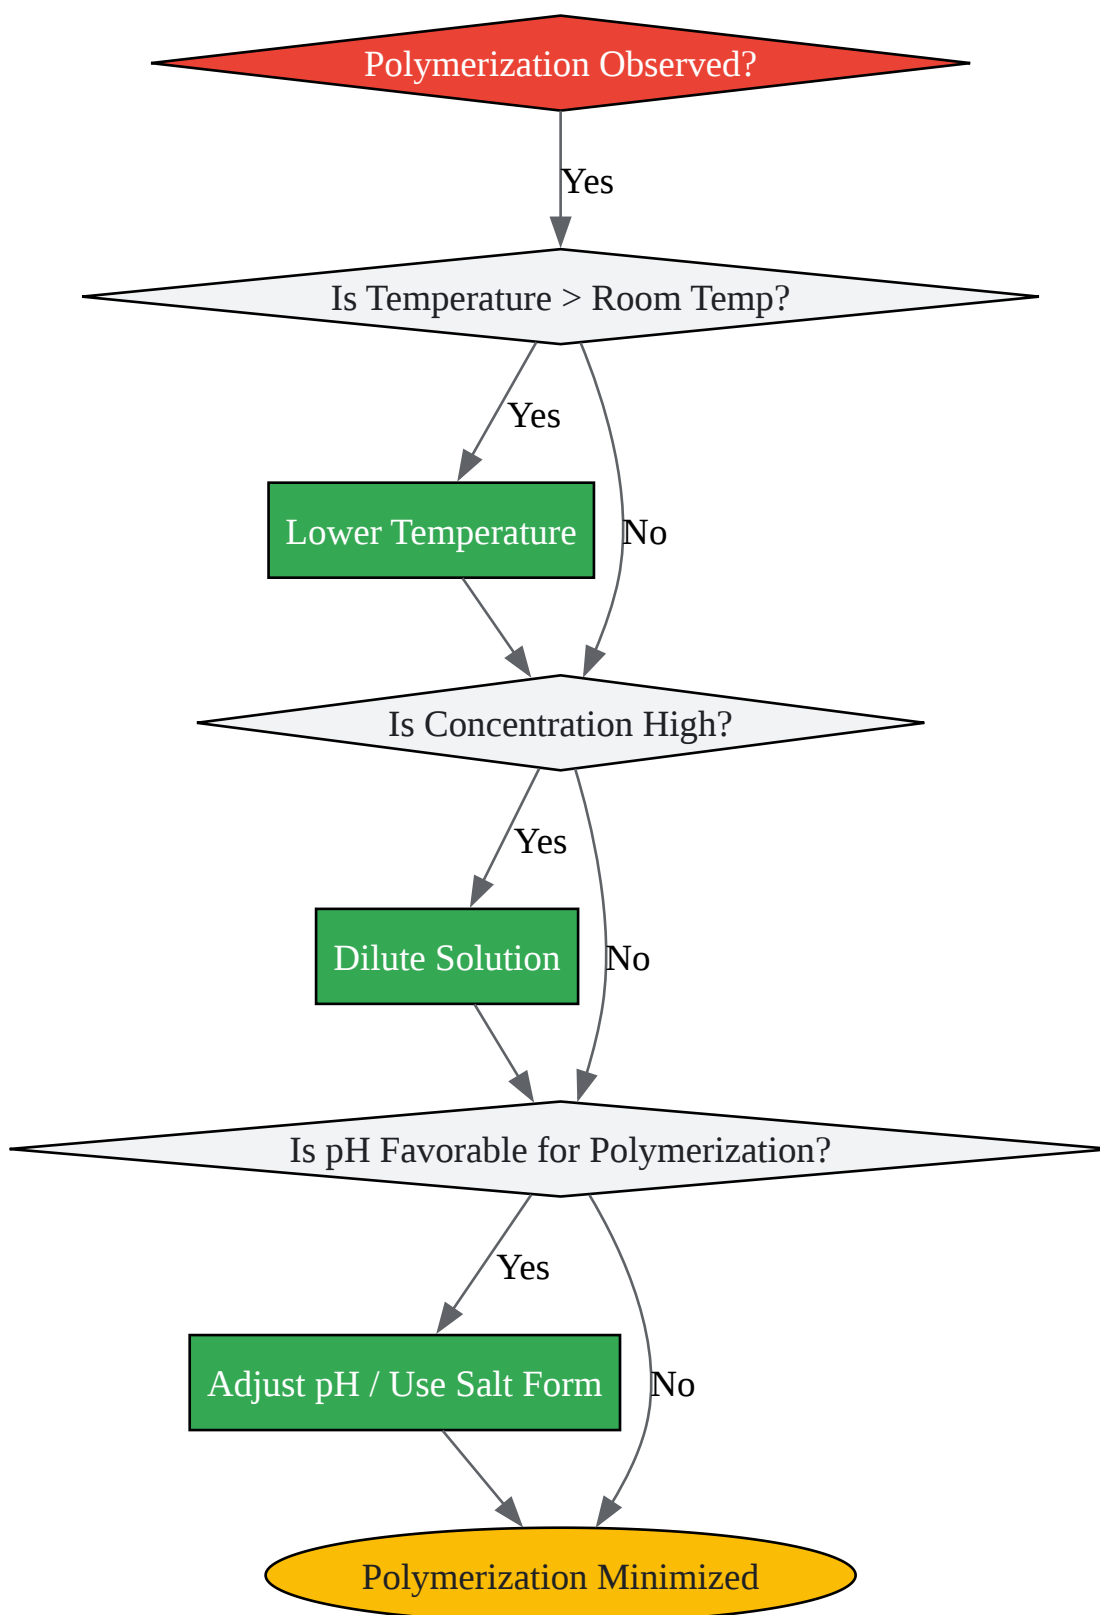 Polymerization Observed?
Yes
Is Temperature > Room Temp?
Yes
Lower Temperature
No
Is Concentration High?
Yes
Dilute Solution
No
Is pH Favorable for Polymerization?
Yes
Adjust pH / Use Salt Form
No
Polymerization Minimized